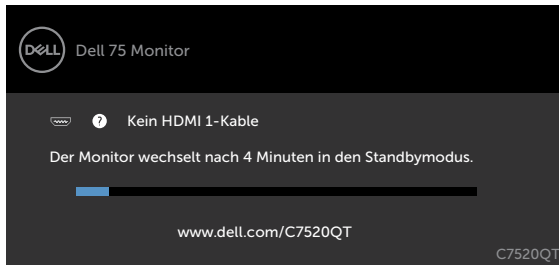 DELL
Dell 75 Monitor
? Kein HDMI 1-Kable
Der Monitor wechselt nach 4 Minuten in den Standbymodus.
www.dell.com/C7520QT
C7520QT